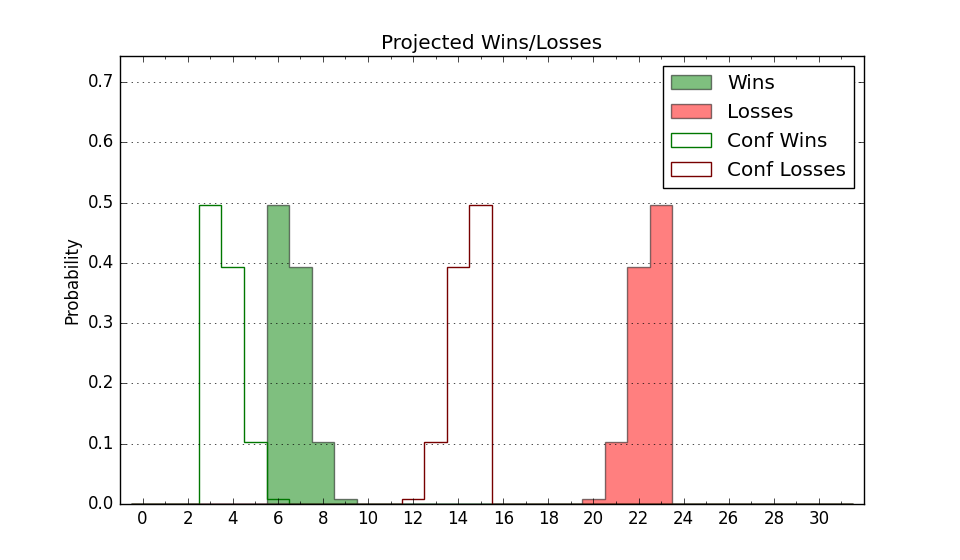 Projected Wins/Losses
Wins
Losses
Conf Wins
Conf Losses
Probability
0.7
0.6
0.5
0.4
0.3
0.2
0.1
0.0
0 2 4 6 8 10 12 14 16 18 20 22 24 26 28 30